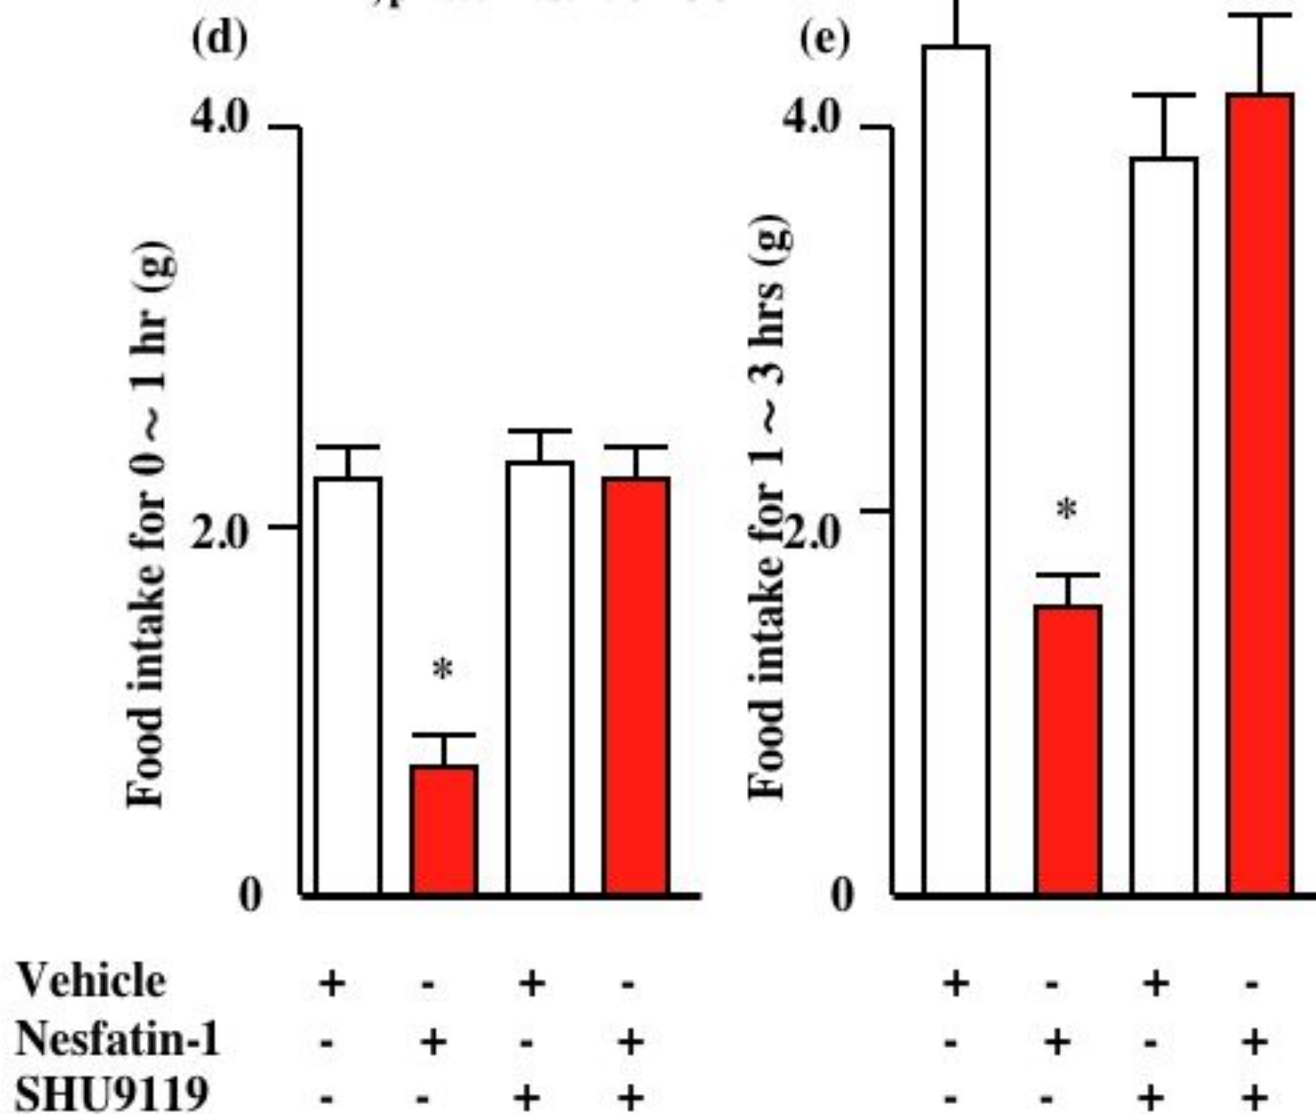 (d)
4.0
2.0
0
Food intake for 0 ~ 1 hr (g)
*
(e)
4.0
2.0
0
Food intake for 1 ~ 3 hrs (g)
*
Vehicle + - + - + - + -
Nesfatin-1 - + - + - + - +
SHU9119 - - + + - - + +